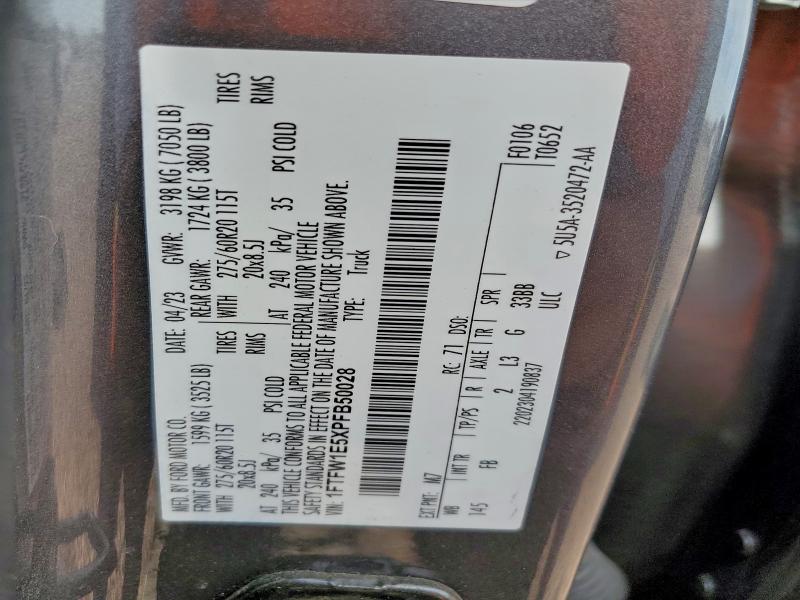 MFG. BY FORD MOTOR CO.
DATE: 04/23 GVWR: 3198 KG ( 7050 LB)
FRONT GAWR: 1599 KG ( 3525 LB) REAR GAWR: 1724 KG ( 3800 LB)
WITH 275/60R20 115T TIRES WITH 275/60R20 115T TIRES
20x8.5J RIMS 20x8.5J RIMS
AT 240 kPa/ 35 PSI COLD AT 240 kPa/ 35 PSI COLD
THIS VEHICLE CONFORMS TO ALL APPLICABLE FEDERAL MOTOR VEHICLE
SAFETY STANDARDS IN EFFECT ON THE DATE OF MANUFACTURE SHOWN ABOVE.
VIN: 1FTFW1E5XPFB50028 TYPE: Truck
EXT PNT: M7 RC: 71 DSO: F0106
WB INT TR TP/PS R AXLE TR SPR T0652
145 FB 2 L3 G 33BB
2202304190837 ULC ▽ 5U5A-3520472-AA